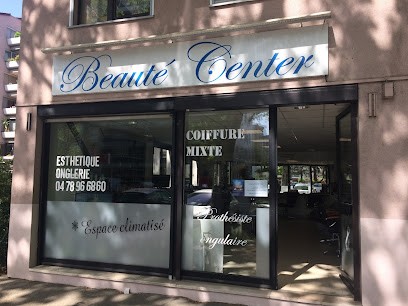 Beauté Center
COIFFURE
MIXTE
ESTHETIQUE
ONGLERIE
04 78 96 68 60
* Espace climatisé
Prothésiste
Ongulaire